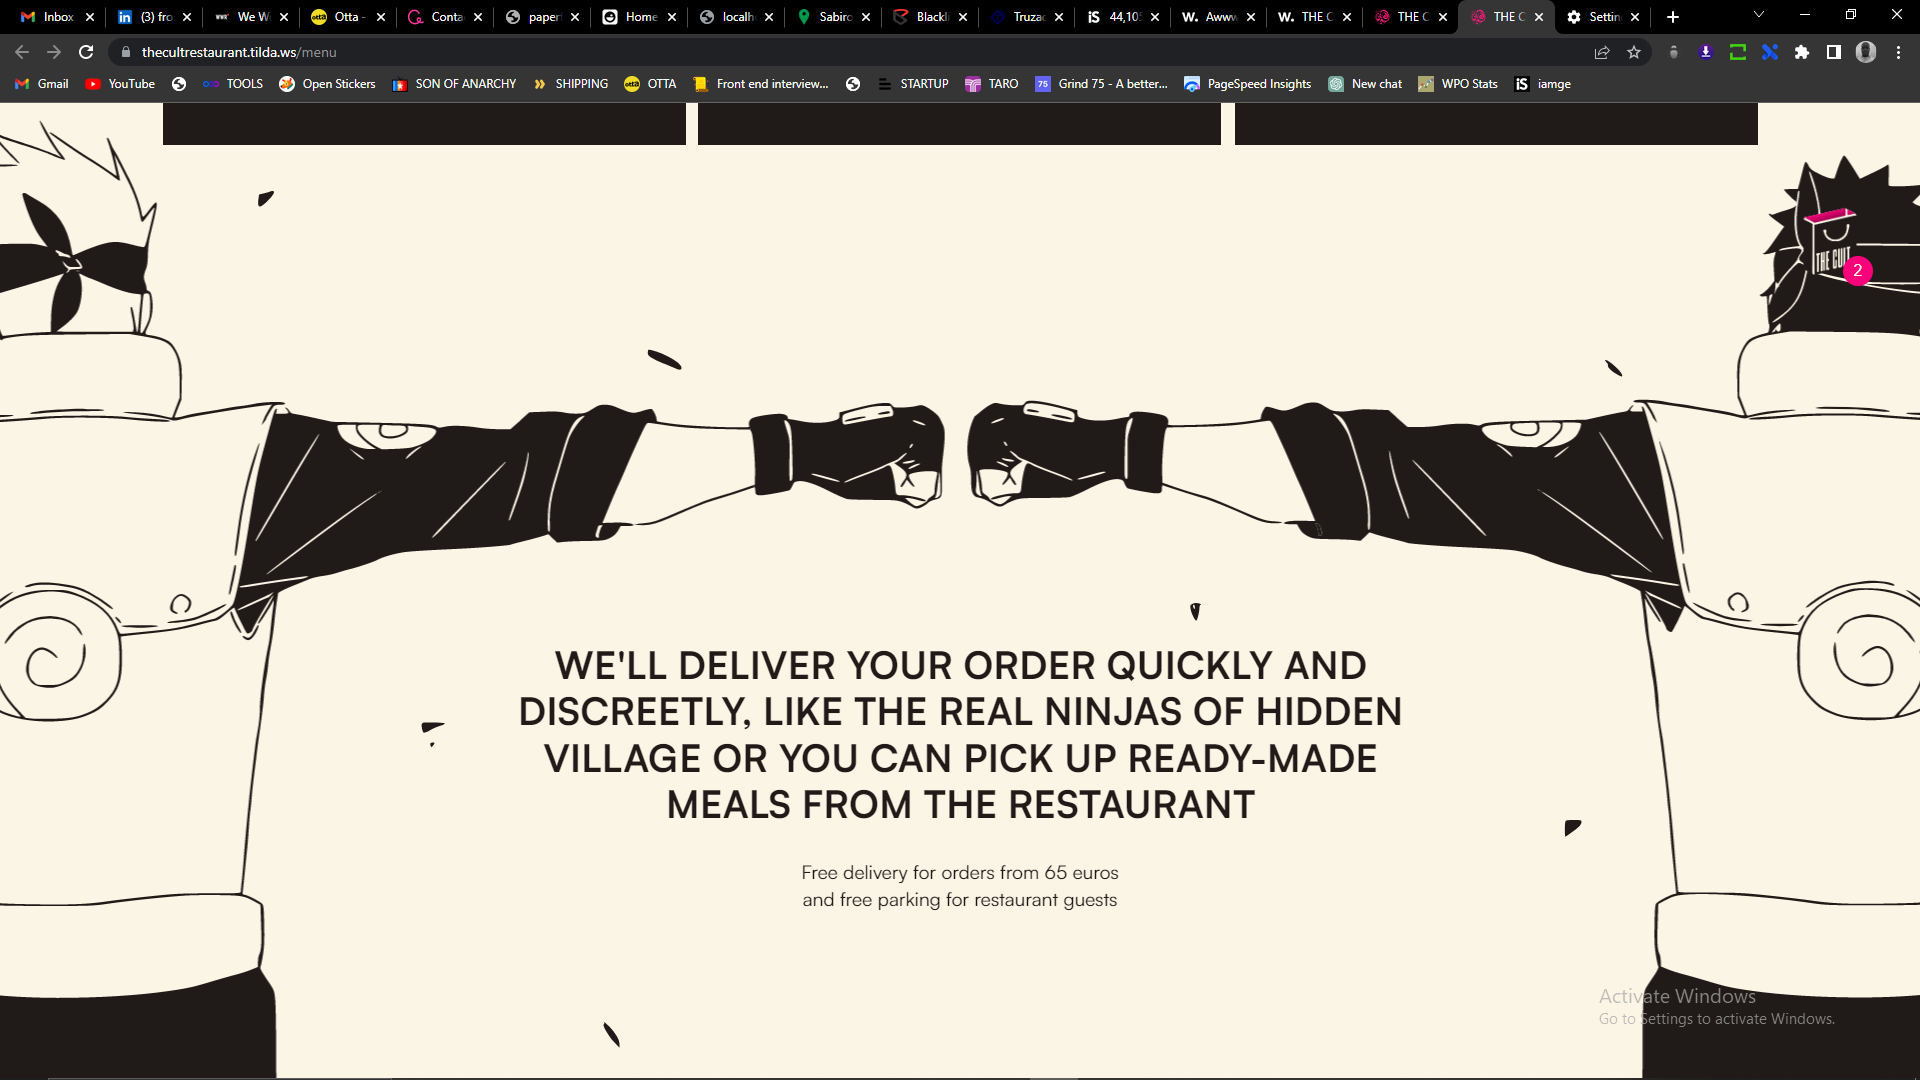 Inbox
(3) fro
We W
Otta -
Conta
paper
Home
localh
Sabiro
Blackli
Truzac
44,10
Aww
THE C
THE C
THE C
Settin
thecultrestaurant.tilda.ws/menu
Gmail
YouTube
TOOLS
Open Stickers
SON OF ANARCHY
SHIPPING
OTTA
Front end interview...
STARTUP
TARO
75
Grind 75 - A better...
PageSpeed Insights
New chat
WPO Stats
iamge
THE CULT
2
WE'LL DELIVER YOUR ORDER QUICKLY AND
DISCREETLY, LIKE THE REAL NINJAS OF HIDDEN
VILLAGE OR YOU CAN PICK UP READY-MADE
MEALS FROM THE RESTAURANT
Free delivery for orders from 65 euros
and free parking for restaurant guests
Activate Windows
Go to Settings to activate Windows.